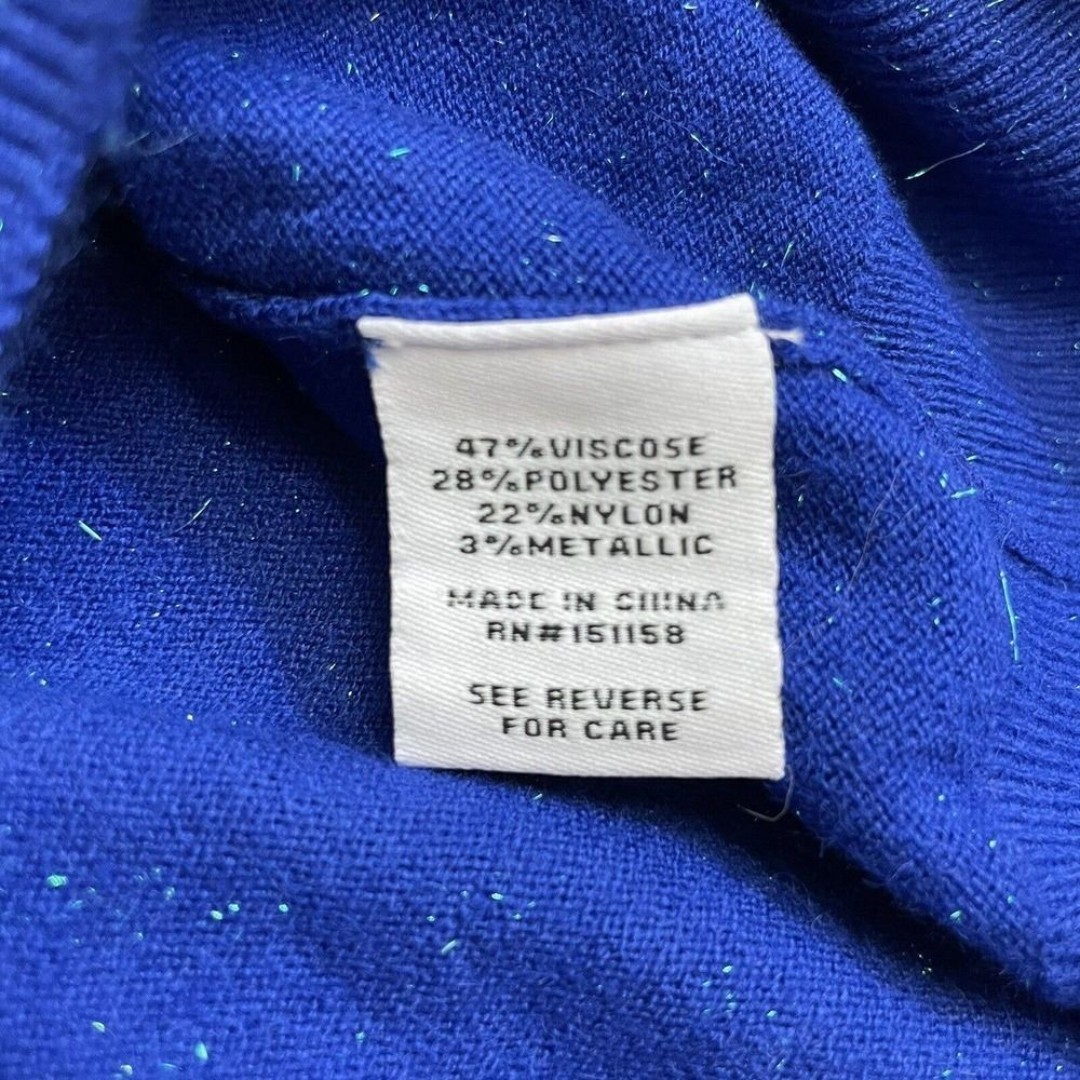 47%VISCOSE
28%POLYESTER
22%NYLON
3%METALLIC
MADE IN CHINA
RN#151158
SEE REVERSE
FOR CARE